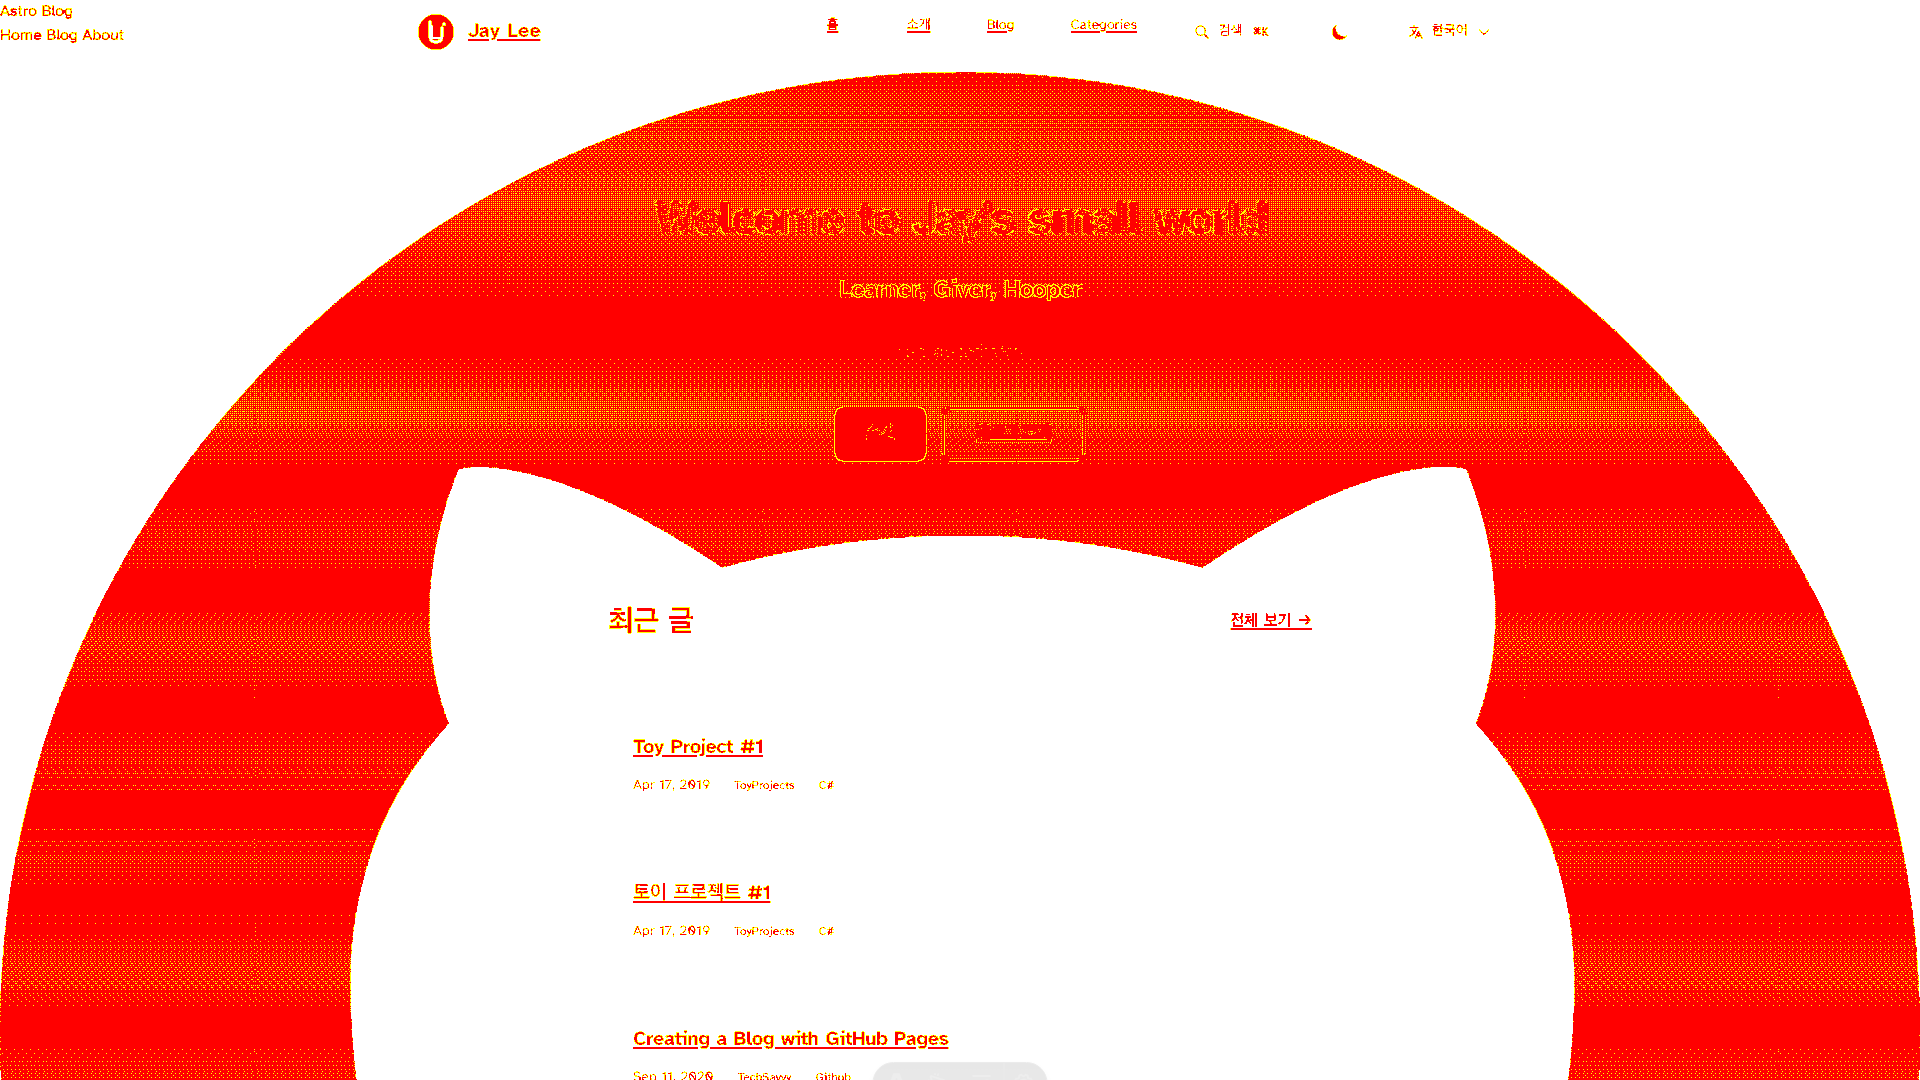 Astro Blog
Home Blog About
Jay Lee
홈
소개
Blog
Categories
검색 ⌘K
한국어
Welcome to Jay's small world
Learner, Giver, Hooper
최근 글
전체 보기 →
Toy Project #1
Apr 17, 2019 ToyProjects C#
토이 프로젝트 #1
Apr 17, 2019 ToyProjects C#
Creating a Blog with GitHub Pages
Sep 11, 2020 TechSavvy Github